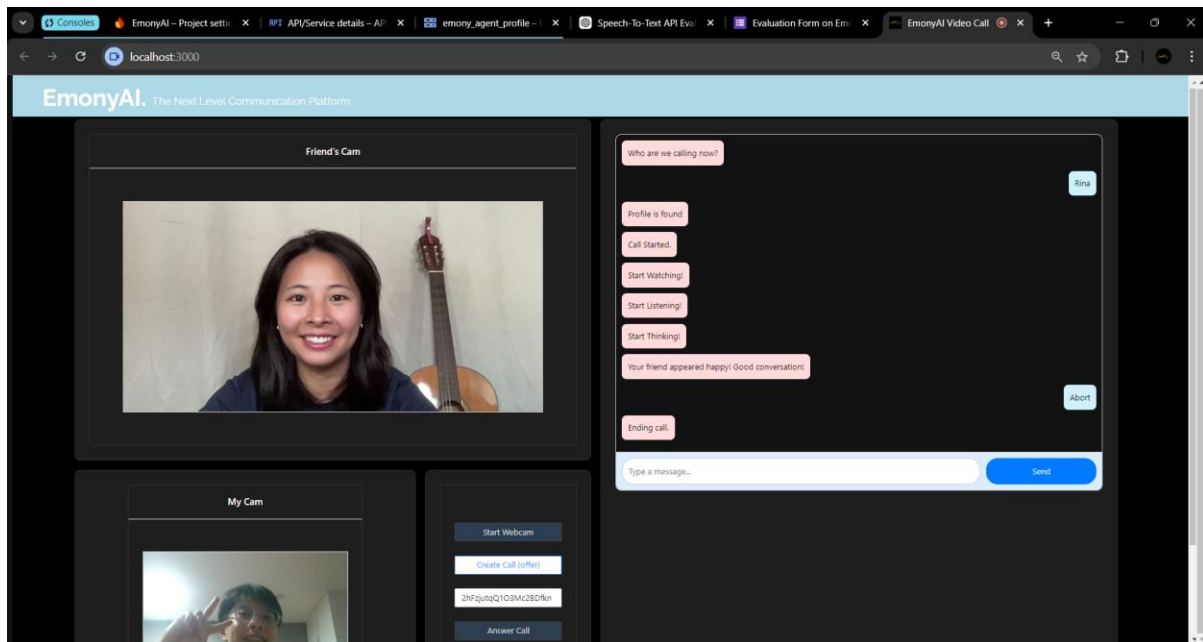 Consoles
EmonyAI – Project settin
API API/Service details – AP
emony_agent_profile –
Speech-To-Text API Eval
Evaluation Form on Emo
EmonyAI Video Call
localhost:3000
EmonyAI. The Next Level Communication Platform
Friend's Cam
Who are we calling now?
Rina
Profile is found
Call Started.
Start Watching!
Start Listening!
Start Thinking!
Your friend appeared happy! Good conversation!
Abort
Ending call.
Type a message...
Send
My Cam
Start Webcam
Create Call (offer)
Answer Call